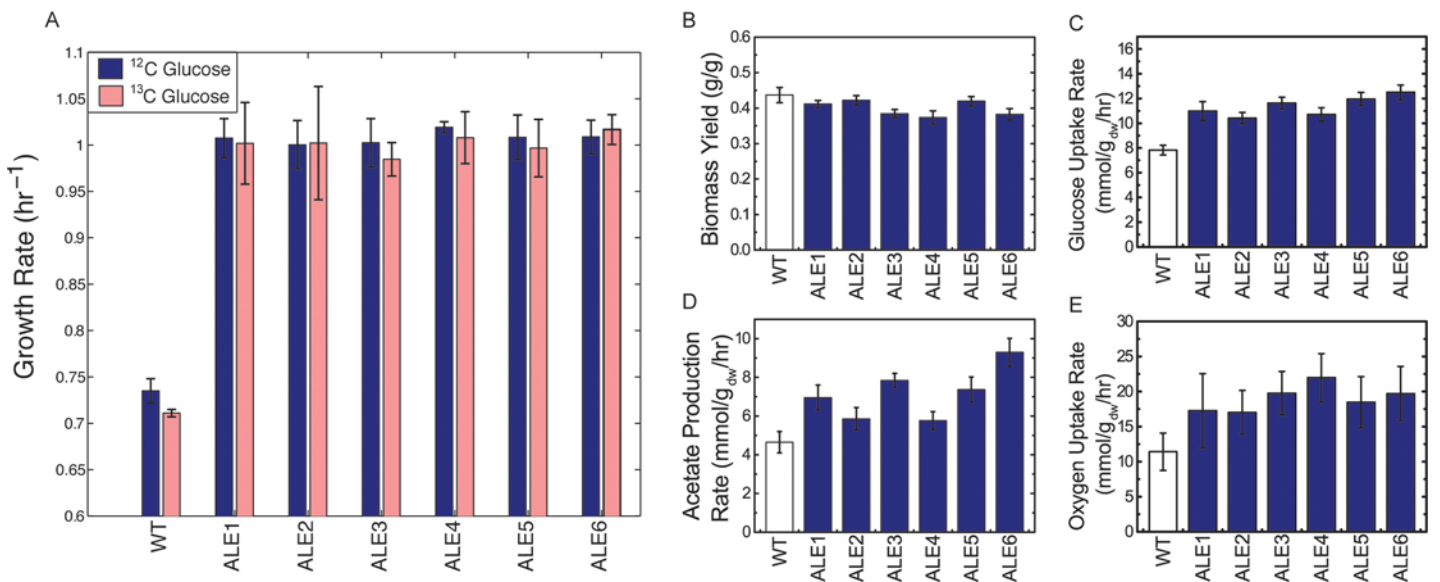 A
Growth Rate (hr−1)
1.1
1.05
1
0.95
0.9
0.85
0.8
0.75
0.7
0.65
0.6
12C Glucose
13C Glucose
WT
ALE1
ALE2
ALE3
ALE4
ALE5
ALE6
B
Biomass Yield (g/g)
0.6
0.5
0.4
0.3
0.2
0.1
0.0
WT
ALE1
ALE2
ALE3
ALE4
ALE5
ALE6
C
Glucose Uptake Rate
(mmol/gdw/hr)
16
14
12
10
8
6
4
2
0
WT
ALE1
ALE2
ALE3
ALE4
ALE5
ALE6
D
Acetate Production
Rate (mmol/gdw/hr)
10
8
6
4
2
0
WT
ALE1
ALE2
ALE3
ALE4
ALE5
ALE6
E
Oxygen Uptake Rate
(mmol/gdw/hr)
30
25
20
15
10
5
0
WT
ALE1
ALE2
ALE3
ALE4
ALE5
ALE6